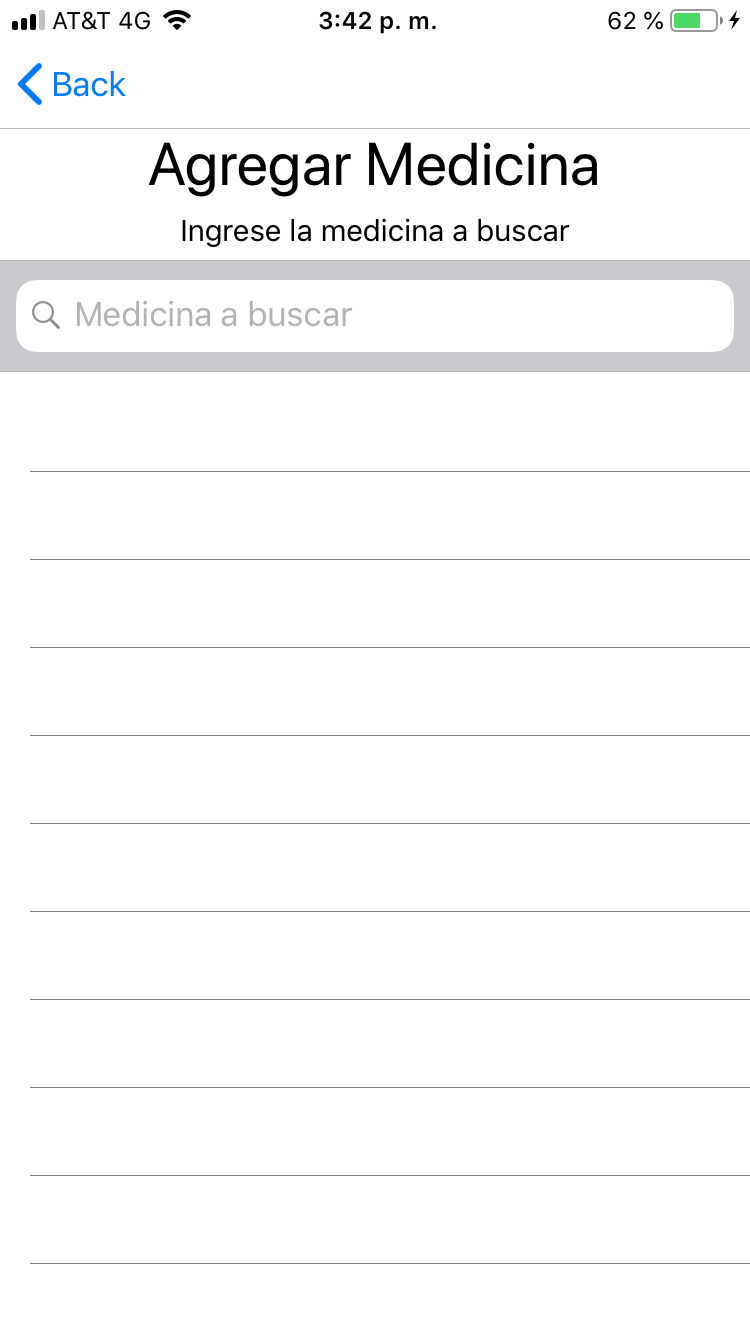 AT&T 4G 3:42 p. m. 62 %
Back
Agregar Medicina
Ingrese la medicina a buscar
Medicina a buscar